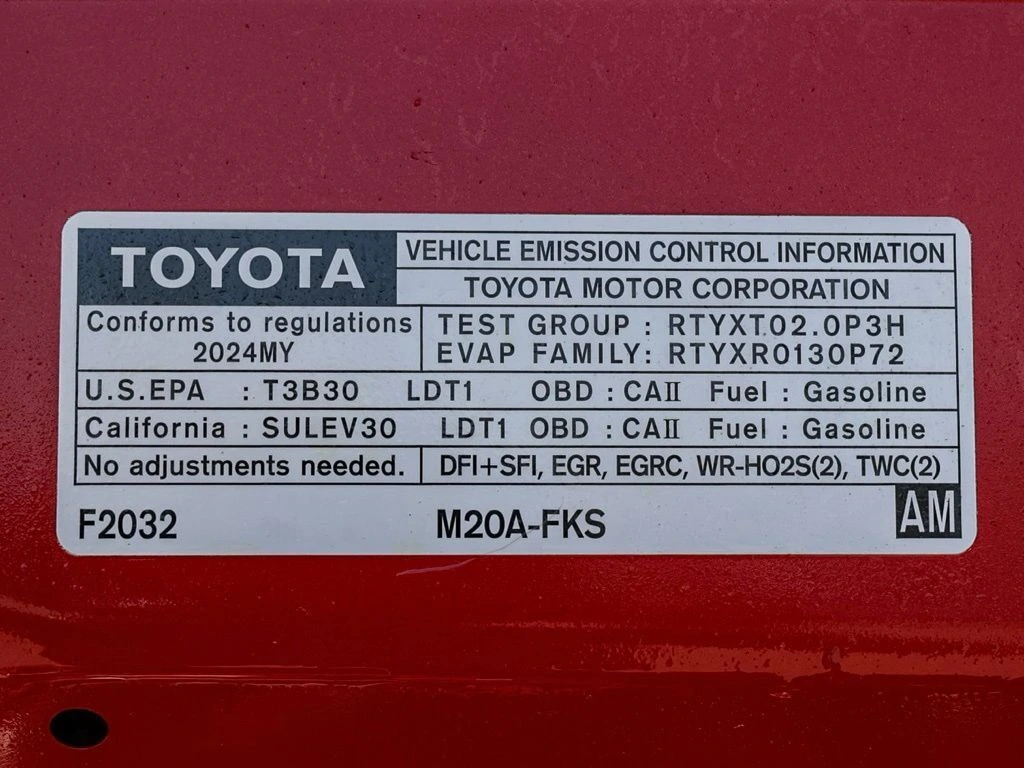 TOYOTA
VEHICLE EMISSION CONTROL INFORMATION
TOYOTA MOTOR CORPORATION
Conforms to regulations
2024MY
TEST GROUP : RTYXT02.0P3H
EVAP FAMILY: RTYXR0130P72
U.S.EPA : T3B30 LDT1 OBD : CAII Fuel : Gasoline
California : SULEV30 LDT1 OBD : CAII Fuel : Gasoline
No adjustments needed. DFI+SFI, EGR, EGRC, WR-HO2S(2), TWC(2)
F2032 M20A-FKS AM